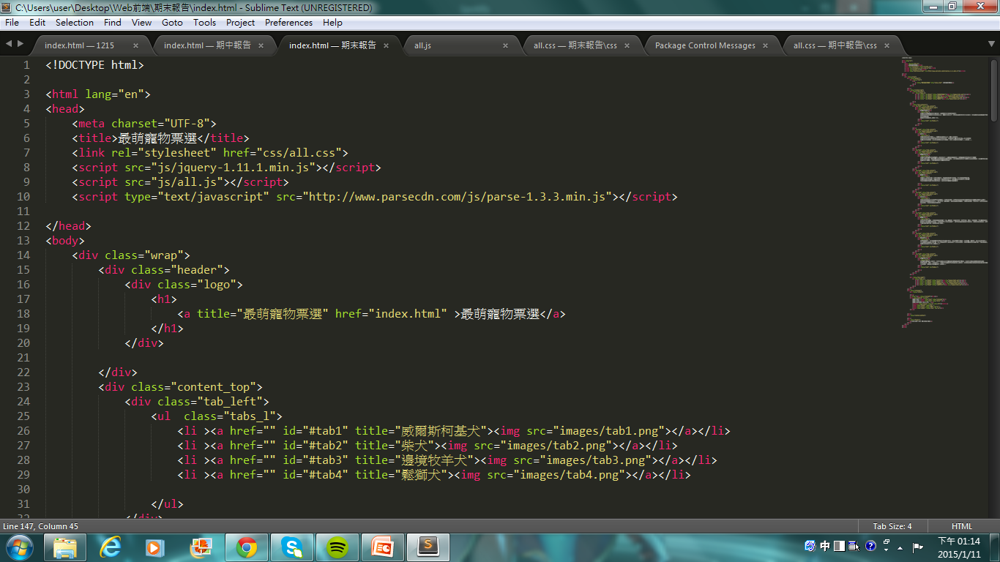 C:\Users\user\Desktop\Web前端\期末報告\index.html - Sublime Text (UNREGISTERED)
File Edit Selection Find View Goto Tools Project Preferences Help
index.html — 1215 × index.html — 期中報告 × index.html — 期末報告 × all.js × all.css — 期末報告\css × Package Control Messages × all.css — 期中報告\css ×
1 <!DOCTYPE html>
2
3 <html lang="en">
4 <head>
5 <meta charset="UTF-8">
6 <title>最萌寵物票選</title>
7 <link rel="stylesheet" href="css/all.css">
8 <script src="js/jquery-1.11.1.min.js"></script>
9 <script src="js/all.js"></script>
10 <script type="text/javascript" src="http://www.parsecdn.com/js/parse-1.3.3.min.js"></script>
11
12 </head>
13 <body>
14 <div class="wrap">
15 <div class="header">
16 <div class="logo">
17 <h1>
18 <a title="最萌寵物票選" href="index.html" >最萌寵物票選</a>
19 </h1>
20 </div>
21
22 </div>
23 <div class="content_top">
24 <div class="tab_left">
25 <ul  class="tabs_l">
26 <li ><a href="" id="#tab1" title="威爾斯柯基犬"><img src="images/tab1.png"></a></li>
27 <li ><a href="" id="#tab2" title="柴犬"><img src="images/tab2.png"></a></li>
28 <li ><a href="" id="#tab3" title="邊境牧羊犬"><img src="images/tab3.png"></a></li>
29 <li ><a href="" id="#tab4" title="鬆獅犬"><img src="images/tab4.png"></a></li>
30
31 </ul>
32 </div>
Line 147, Column 45 Tab Size: 4 HTML
中 下午 01:14
2015/1/11